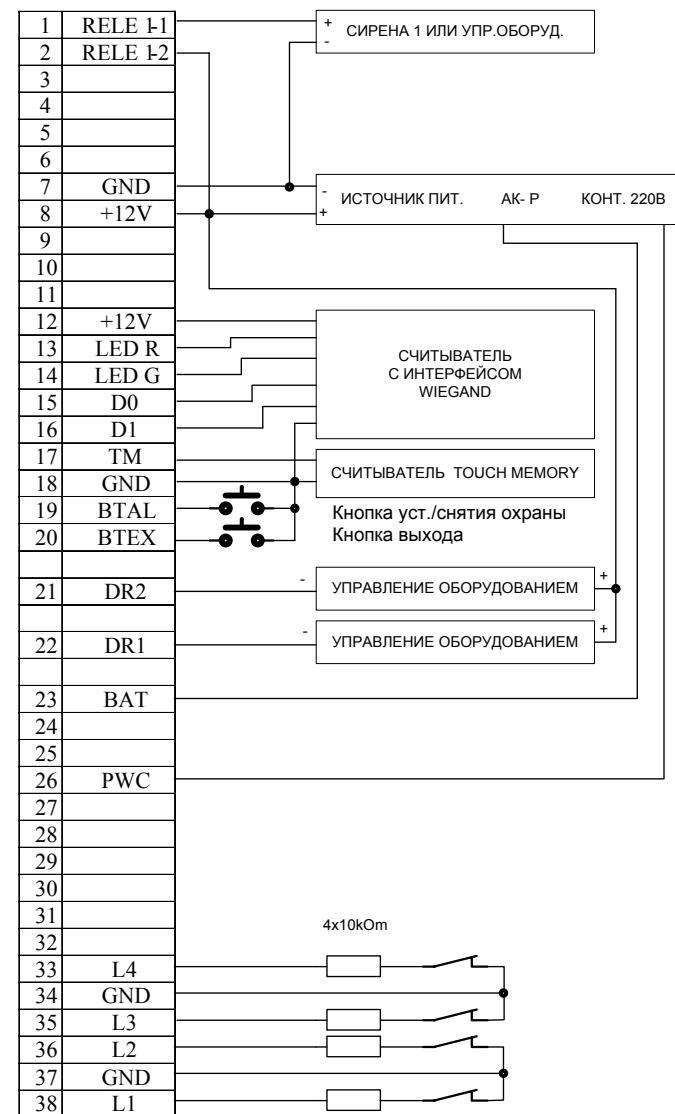 1 RELE 1-1
+ СИРЕНА 1 ИЛИ УПР.ОБОРУД.
-
2 RELE 1-2
3
4
5
6
7 GND
- ИСТОЧНИК ПИТ. АК- Р КОНТ. 220В
8 +12V
+
9
10
11
12 +12V
13 LED R
СЧИТЫВАТЕЛЬ
14 LED G
С ИНТЕРФЕЙСОМ
WIEGAND
15 D0
16 D1
17 TM
СЧИТЫВАТЕЛЬ TOUCH MEMORY
18 GND
19 BTAL
Кнопка уст./снятия охраны
20 BTEX
Кнопка выхода
21 DR2
- УПРАВЛЕНИЕ ОБОРУДОВАНИЕМ +
22 DR1
- УПРАВЛЕНИЕ ОБОРУДОВАНИЕМ +
23 BAT
24
25
26 PWC
27
28
29
30
31
4x10kOm
32
33 L4
34 GND
35 L3
36 L2
37 GND
38 L1